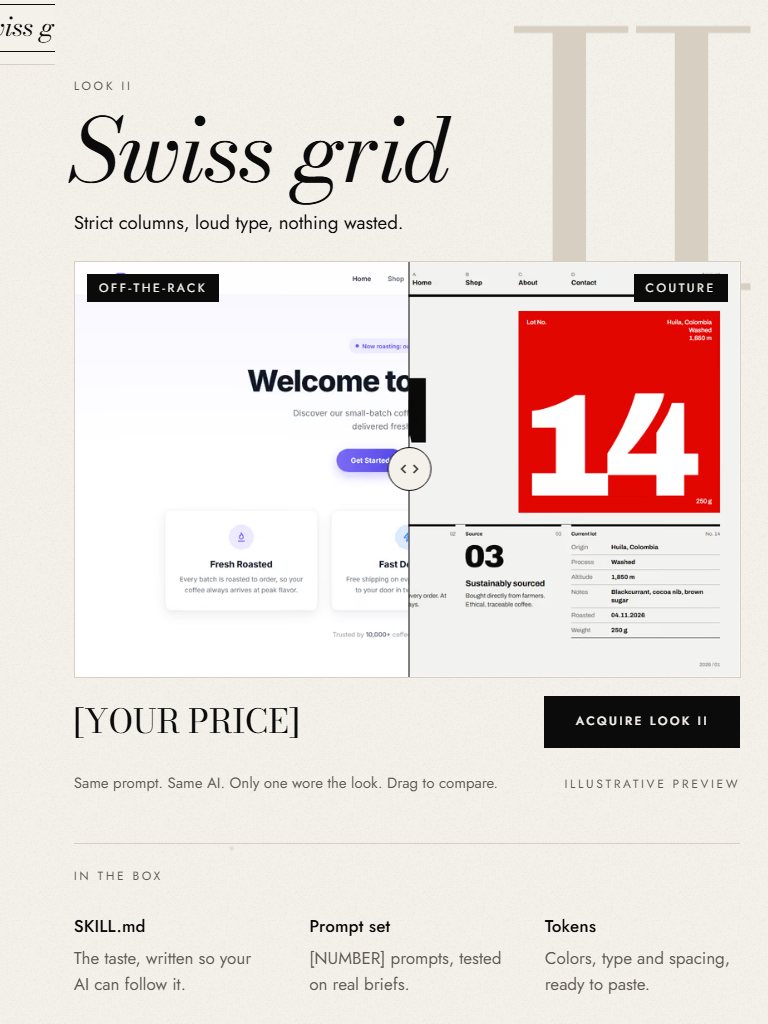 Swiss g
II
LOOK II
Swiss grid
Strict columns, loud type, nothing wasted.
OFF-THE-RACK
Home Shop
Now roasting:
Welcome to
Discover our small-batch
delivered fresh
Get Started
Fresh Roasted
Every batch is roasted to order, so your
coffee always arrives at peak flavor.
Fast De
Free shipping on
to your door in
Trusted by 10,000+
A B C D
Home Shop About Contact
COUTURE
Lot No.
Huila, Colombia
Washed
1,850 m
14
250 g
02
very order. At
ays.
Source 03
03
Sustainably sourced
Bought directly from farmers.
Ethical, traceable coffee.
Current lot No. 14
Origin Huila, Colombia
Process Washed
Altitude 1,850 m
Notes Blackcurrant, cocoa nib, brown
sugar
Roasted 04.11.2026
Weight 250 g
2026 / 01
[YOUR PRICE]
ACQUIRE LOOK II
Same prompt. Same AI. Only one wore the look. Drag to compare.
ILLUSTRATIVE PREVIEW
IN THE BOX
SKILL.md
The taste, written so your
AI can follow it.
Prompt set
[NUMBER] prompts, tested
on real briefs.
Tokens
Colors, type and spacing,
ready to paste.